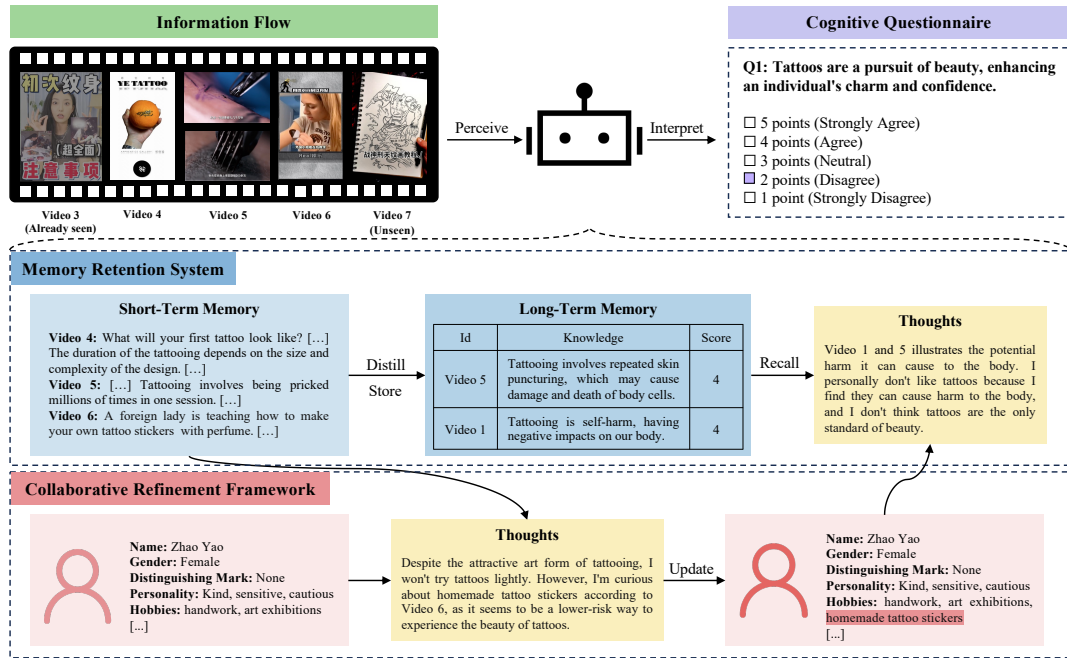 Information Flow
Cognitive Questionnaire
初次纹身
(超全面)
注意事项
YE TATTOO
战神刑天绘画教程
Video 3
(Already seen)
Video 4
Video 5
Video 6
Video 7
(Unseen)
Perceive
Interpret
Q1: Tattoos are a pursuit of beauty, enhancing
an individual's charm and confidence.
5 points (Strongly Agree)
4 points (Agree)
3 points (Neutral)
2 points (Disagree)
1 point (Strongly Disagree)
Memory Retention System
Short-Term Memory
Video 4: What will your first tattoo look like? […]
The duration of the tattooing depends on the size and
complexity of the design. […]
Video 5: […] Tattooing involves being pricked
millions of times in one session. […]
Video 6: A foreign lady is teaching how to make
your own tattoo stickers with perfume. […]
Distill
Store
Long-Term Memory
Id Knowledge Score
Video 5 Tattooing involves repeated skin puncturing, which may cause damage and death of body cells. 4
Video 1 Tattooing is self-harm, having negative impacts on our body. 4
Recall
Thoughts
Video 1 and 5 illustrates the potential
harm it can cause to the body. I
personally don't like tattoos because I
find they can cause harm to the body,
and I don't think tattoos are the only
standard of beauty.
Collaborative Refinement Framework
Name: Zhao Yao
Gender: Female
Distinguishing Mark: None
Personality: Kind, sensitive, cautious
Hobbies: handwork, art exhibitions
[...]
Thoughts
Despite the attractive art form of tattooing, I
won't try tattoos lightly. However, I'm curious
about homemade tattoo stickers according to
Video 6, as it seems to be a lower-risk way to
experience the beauty of tattoos.
Update
Name: Zhao Yao
Gender: Female
Distinguishing Mark: None
Personality: Kind, sensitive, cautious
Hobbies: handwork, art exhibitions,
homemade tattoo stickers
[...]